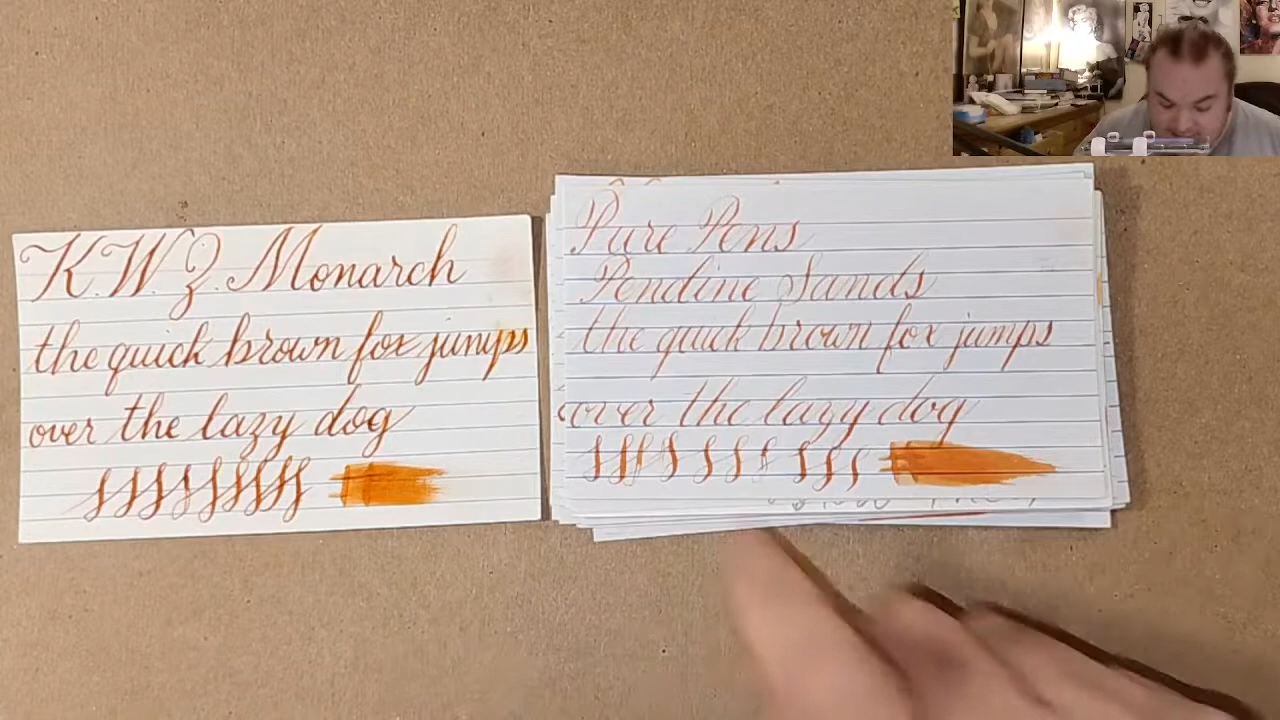 K.W.Z. Monarch
the quick brown fox jumps
over the lazy dog
Pure Pens
Pendine Sands
the quick brown fox jumps
over the lazy dog